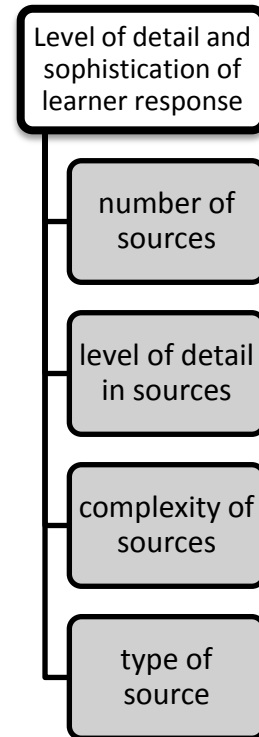 Level of detail and
sophistication of
learner response
number of
sources
level of detail
in sources
complexity of
sources
type of
source